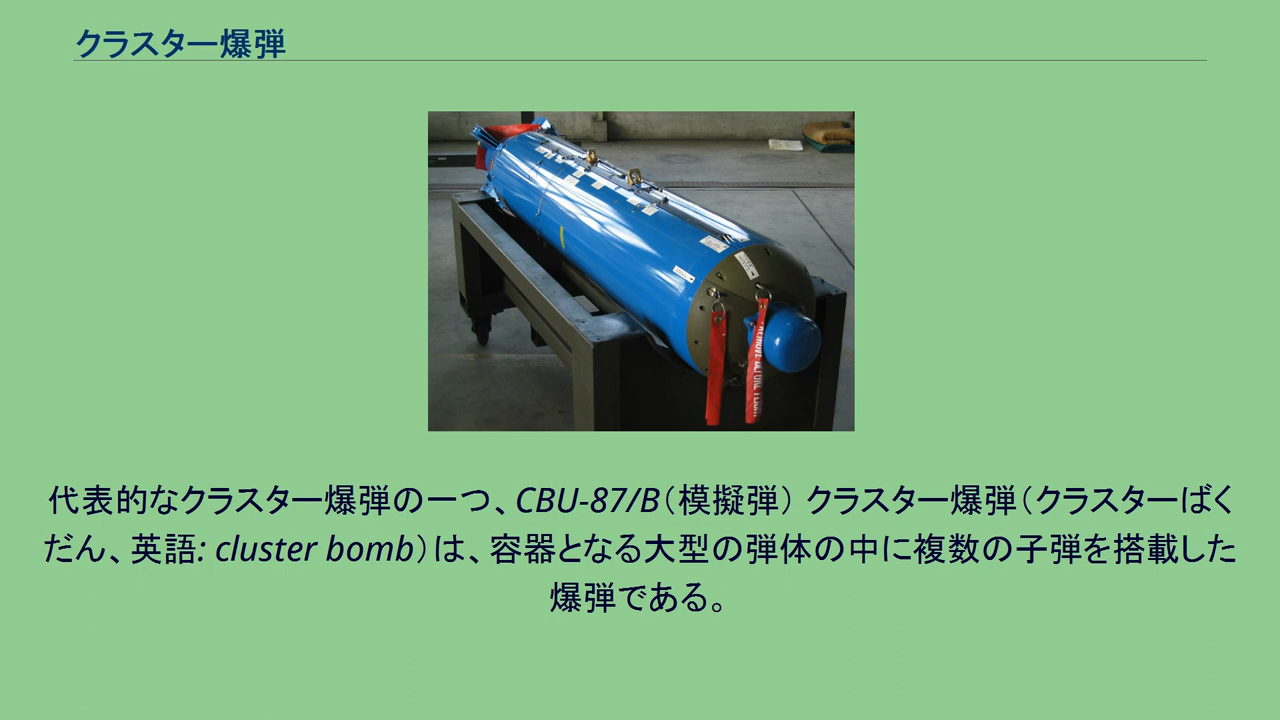 クラスター爆弾
REMOVE BEFORE FLIGHT
代表的なクラスター爆弾の一つ、CBU-87/B（模擬弾） クラスター爆弾（クラスターばく
だん、英語: cluster bomb）は、容器となる大型の弾体の中に複数の子弾を搭載した
爆弾である。